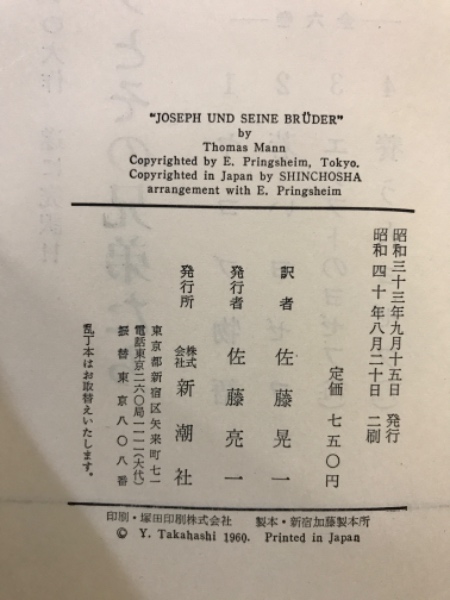 "JOSEPH UND SEINE BRÜDER"
by
Thomas Mann
Copyrighted by E. Pringsheim, Tokyo.
Copyrighted in Japan by SHINCHOSHA
arrangement with E. Pringsheim
昭和三十三年九月十五日 発行
昭和四十年八月二十日 二刷
定価 七五〇円
訳者 佐藤晃一
発行者 佐藤亮一
発行所 株式会社 新潮社
東京都新宿区矢来町七一
電話東京二六〇局一一一一(大代)
振替東京八〇八番
乱丁本はお取替えいたします。
印刷・塚田印刷株式会社 製本・新宿加藤製本所
© Y. Takahashi 1960. Printed in Japan